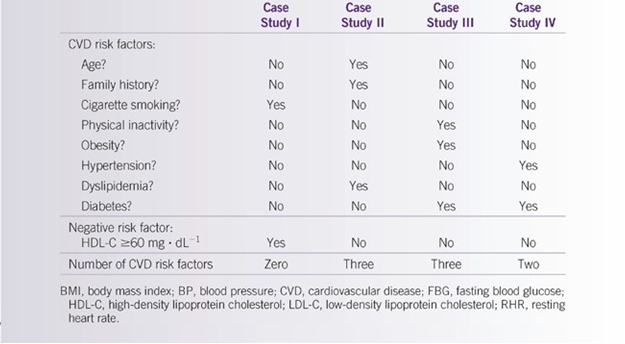 Case Study I Case Study II Case Study III Case Study IV
CVD risk factors:
Age? No Yes No No
Family history? No Yes No No
Cigarette smoking? Yes No No No
Physical inactivity? No No Yes No
Obesity? No No Yes No
Hypertension? No No No Yes
Dyslipidemia? No Yes No No
Diabetes? No No Yes Yes
Negative risk factor:
HDL-C ≥60 mg · dL⁻¹ Yes No No No
Number of CVD risk factors Zero Three Three Two
BMI, body mass index; BP, blood pressure; CVD, cardiovascular disease; FBG, fasting blood glucose;
HDL-C, high-density lipoprotein cholesterol; LDL-C, low-density lipoprotein cholesterol; RHR, resting
heart rate.